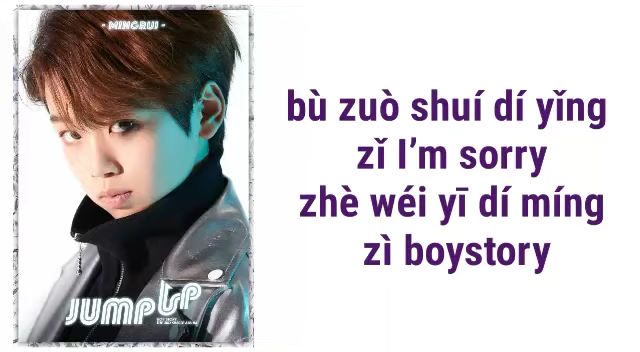 · MINGRUI ·
JUMP UP
bù zuò shuí dí yǐng
zǐ I’m sorry
zhè wéi yī dí míng
zì boystory